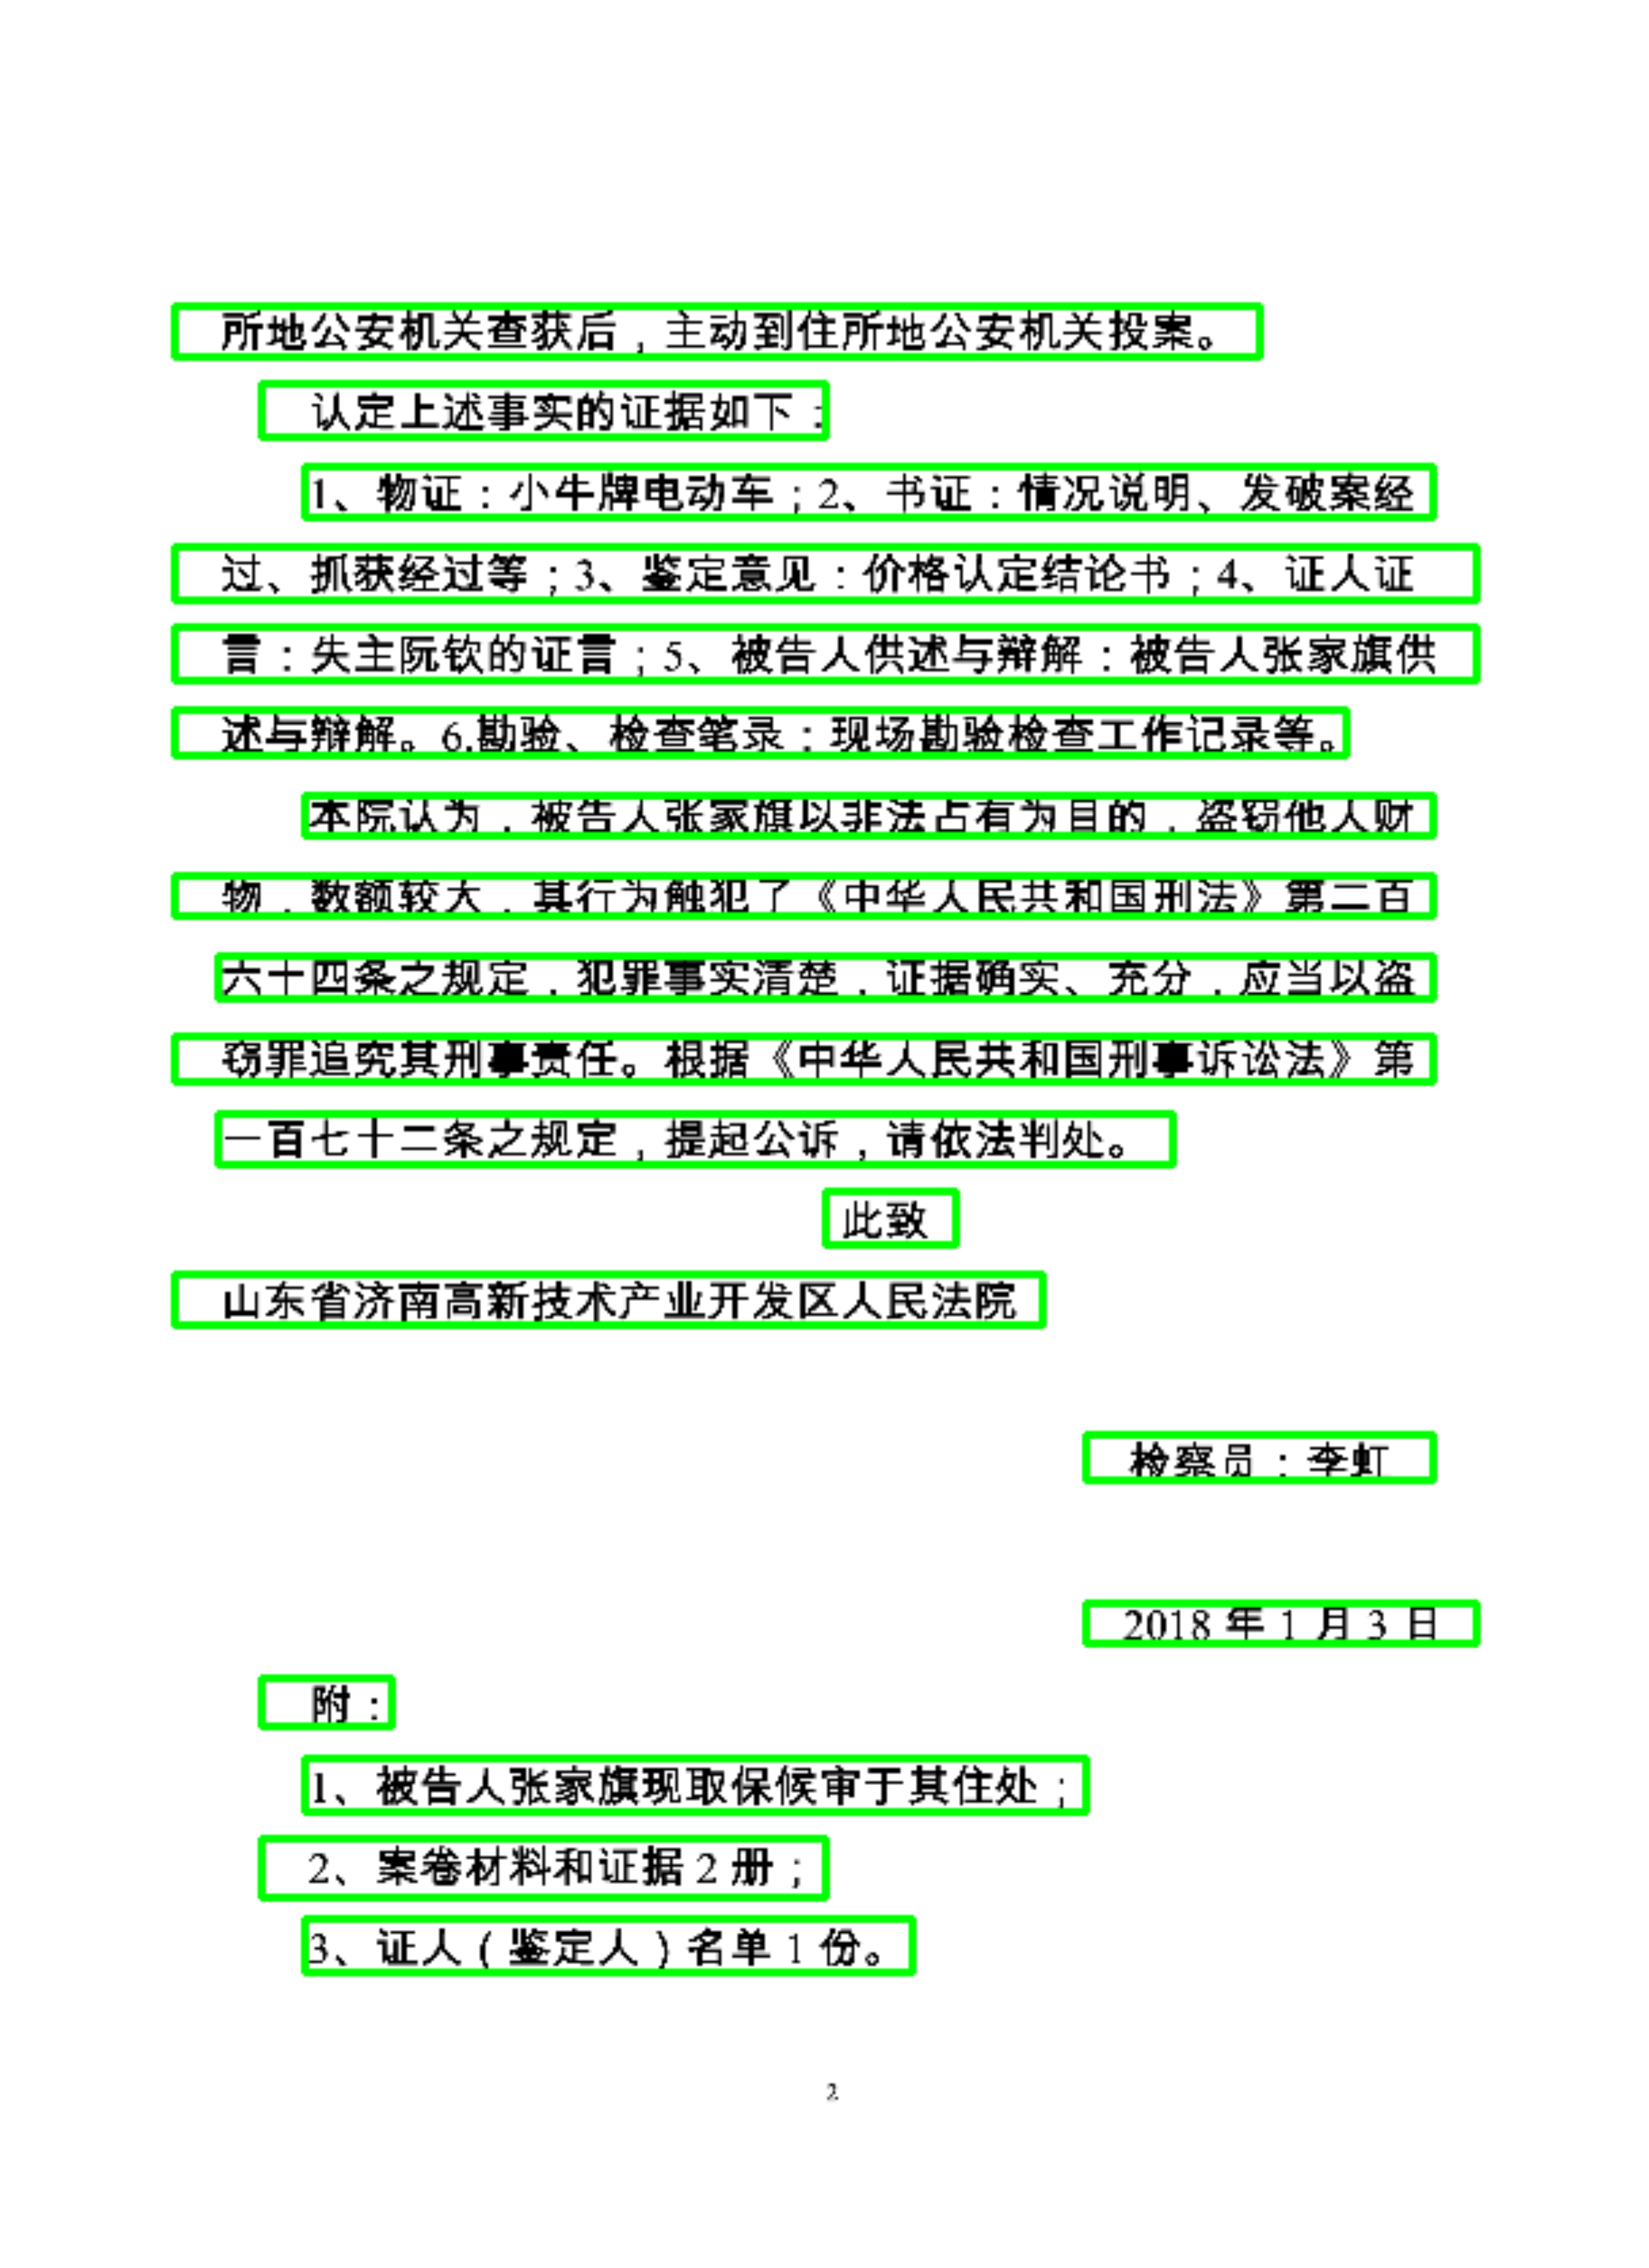 所地公安机关查获后，主动到住所地公安机关投案。
认定上述事实的证据如下：
1、物证：小牛牌电动车；2、书证：情况说明、发破案经
过、抓获经过等；3、鉴定意见：价格认定结论书；4、证人证
言：失主阮钦的证言；5、被告人供述与辩解：被告人张家旗供
述与辩解。6.勘验、检查笔录：现场勘验检查工作记录等。
本院认为，被告人张家旗以非法占有为目的，盗窃他人财
物，数额较大，其行为触犯了《中华人民共和国刑法》第二百
六十四条之规定，犯罪事实清楚，证据确实、充分，应当以盗
窃罪追究其刑事责任。根据《中华人民共和国刑事诉讼法》第
一百七十二条之规定，提起公诉，请依法判处。
此致
山东省济南高新技术产业开发区人民法院
检察员：李虹
2018 年 1 月 3 日
附：
1、被告人张家旗现取保候审于其住处；
2、案卷材料和证据 2 册；
3、证人（鉴定人）名单 1 份。
2